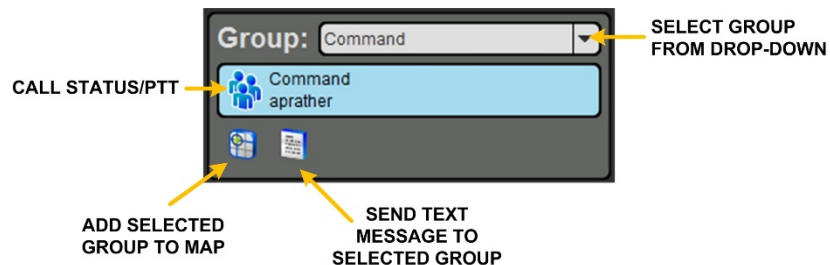 Group: Command
SELECT GROUP
FROM DROP-DOWN
CALL STATUS/PTT
Command
aprather
ADD SELECTED
GROUP TO MAP
SEND TEXT
MESSAGE TO
SELECTED GROUP